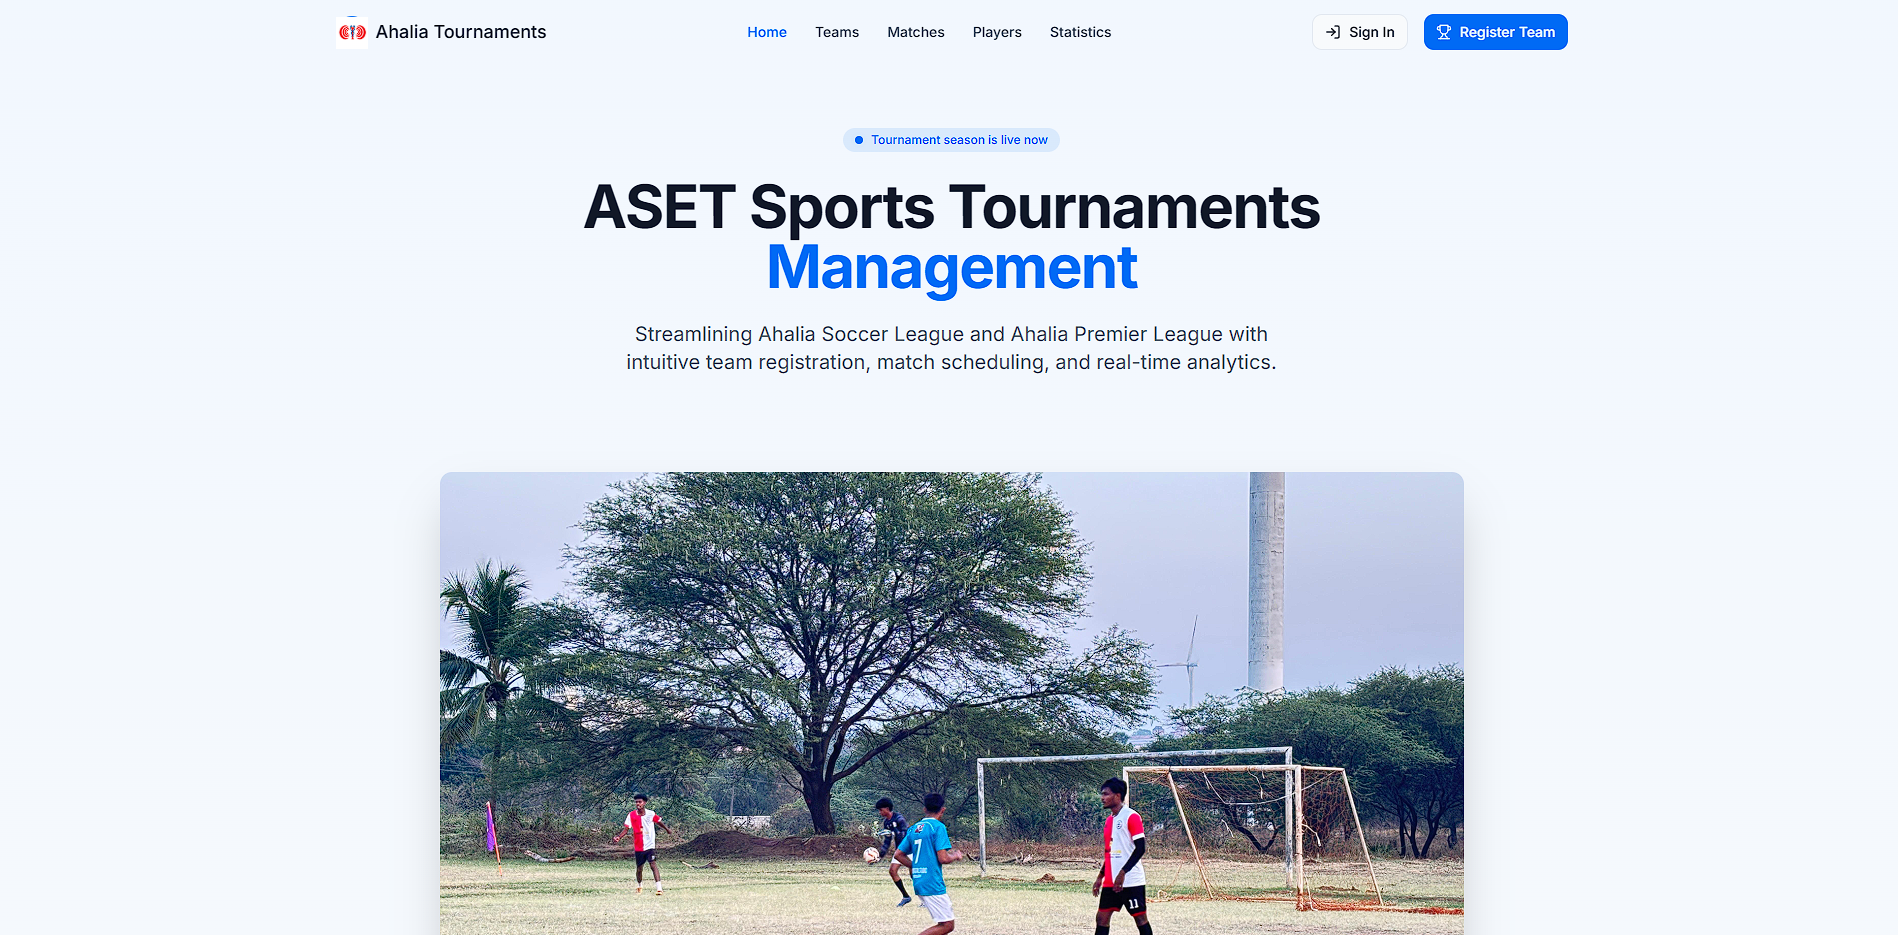 Ahalia Tournaments
Home
Teams
Matches
Players
Statistics
Sign In
Register Team
Tournament season is live now
ASET Sports Tournaments
Management
Streamlining Ahalia Soccer League and Ahalia Premier League with
intuitive team registration, match scheduling, and real-time analytics.
7
11